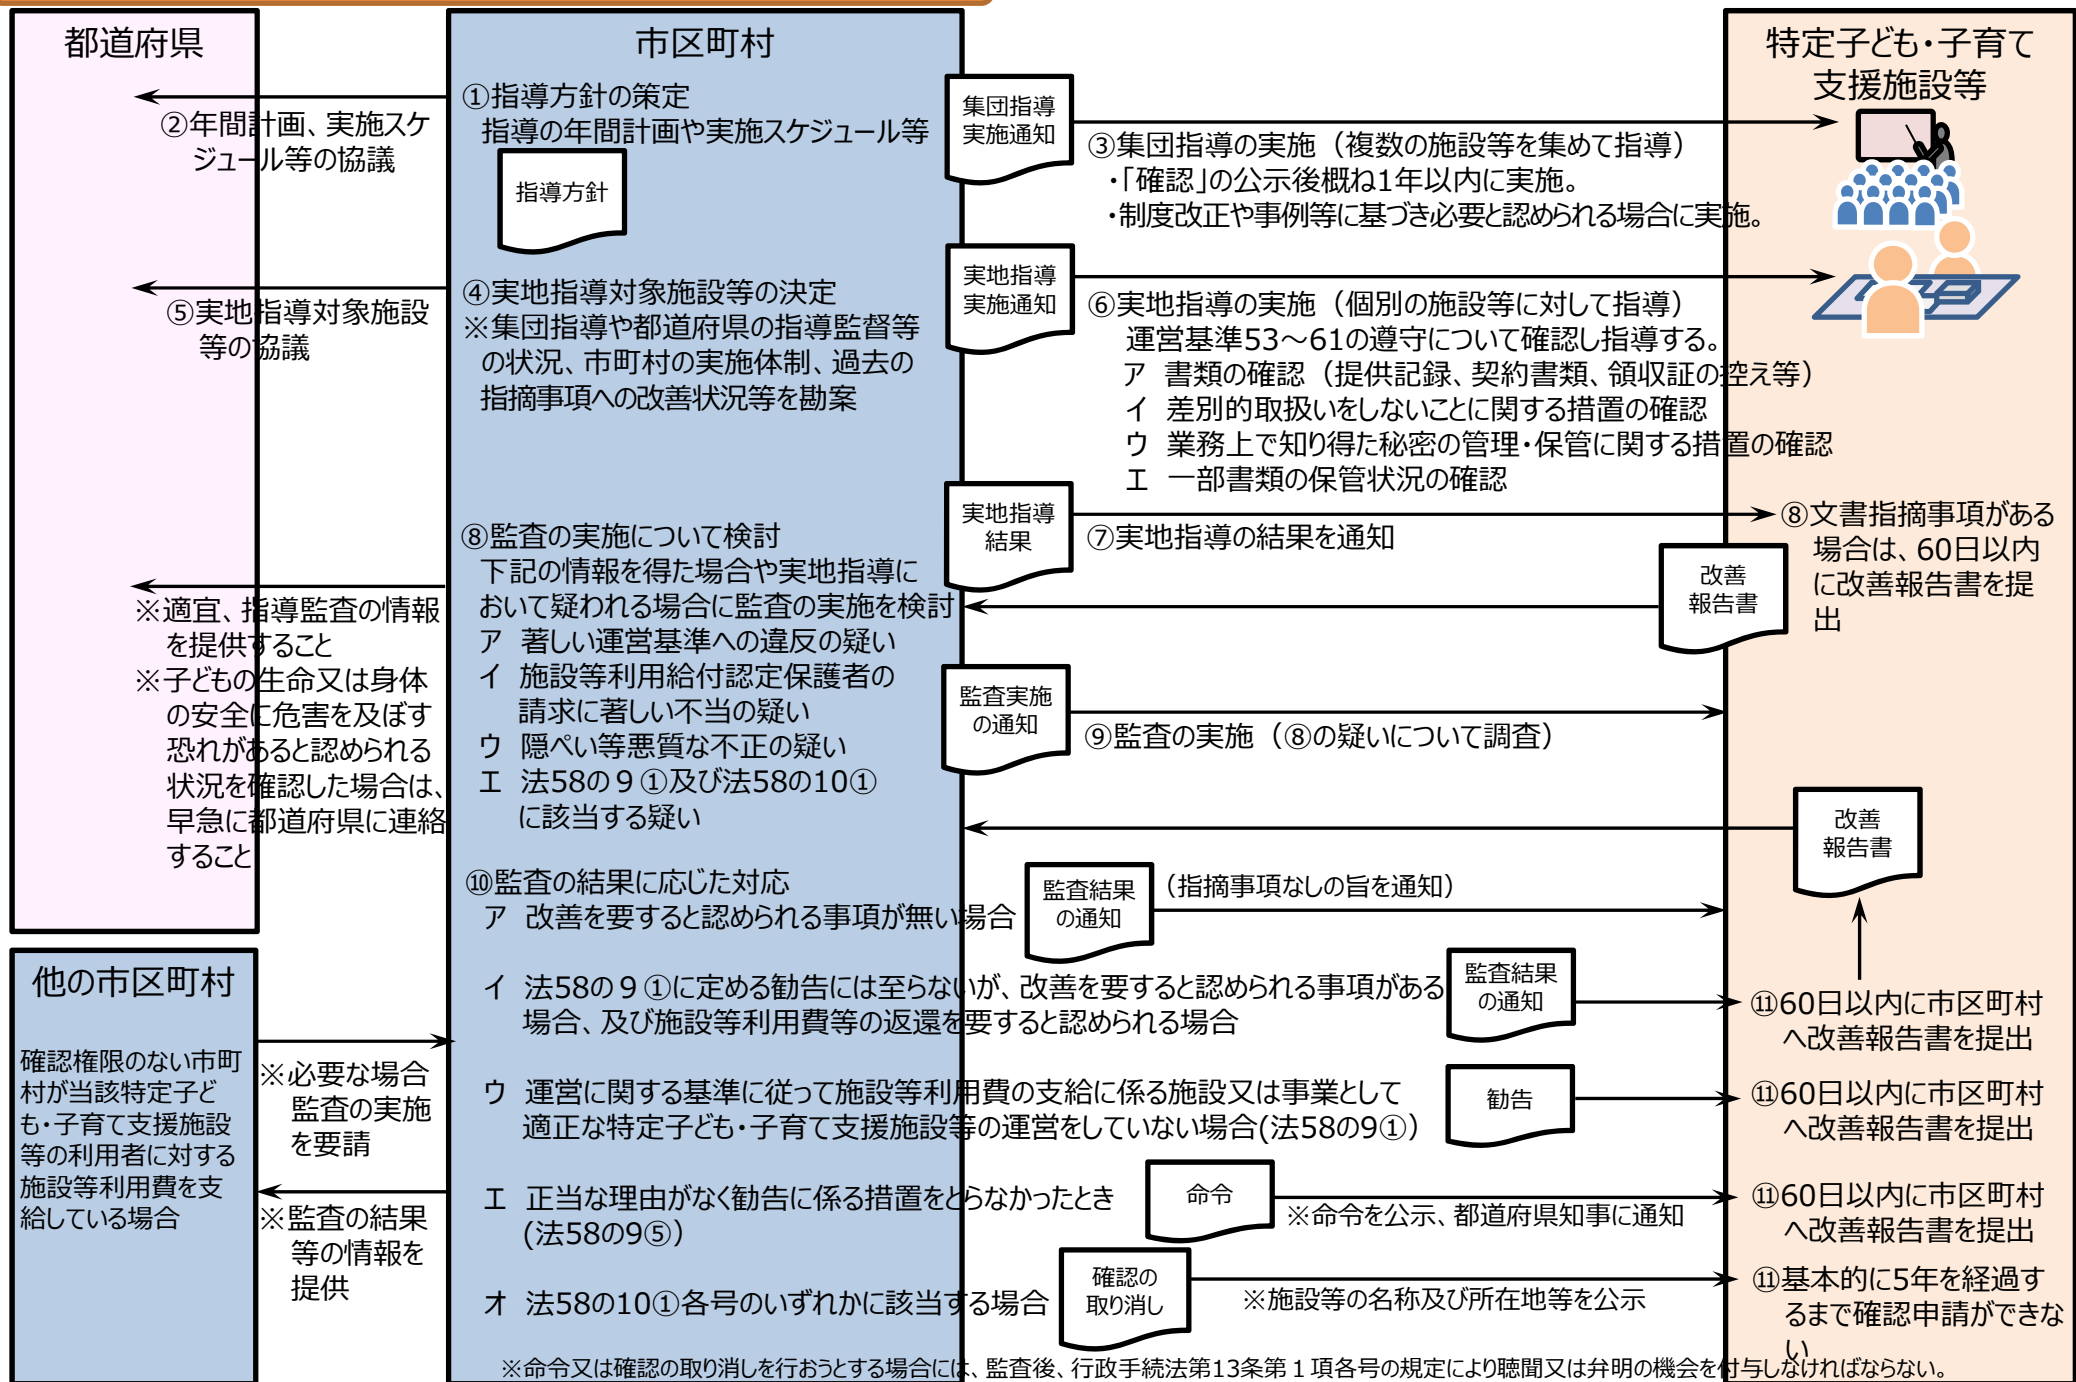 都道府県
②年間計画、実施スケ
ジュール等の協議
⑤実地指導対象施設
等の協議
※適宜、指導監査の情報
を提供すること
※子どもの生命又は身体
の安全に危害を及ぼす
恐れがあると認められる
状況を確認した場合は、
早急に都道府県に連絡
すること
他の市区町村
確認権限のない市町
村が当該特定子ど
も・子育て支援施設
等の利用者に対する
施設等利用費を支
給している場合
※必要な場合
監査の実施
を要請
※監査の結果
等の情報を
提供
市区町村
①指導方針の策定
指導の年間計画や実施スケジュール等
指導方針
④実地指導対象施設等の決定
※集団指導や都道府県の指導監督等
の状況、市町村の実施体制、過去の
指摘事項への改善状況等を勘案
⑧監査の実施について検討
下記の情報を得た場合や実地指導に
おいて疑われる場合に監査の実施を検討
ア 著しい運営基準への違反の疑い
イ 施設等利用給付認定保護者の
請求に著しい不当の疑い
ウ 隠ぺい等悪質な不正の疑い
エ 法58の9①及び法58の10①
に該当する疑い
⑩監査の結果に応じた対応
ア 改善を要すると認められる事項が無い場合
イ 法58の9①に定める勧告には至らないが、改善を要すると認められる事項がある
場合、及び施設等利用費等の返還を要すると認められる場合
ウ 運営に関する基準に従って施設等利用費の支給に係る施設又は事業として
適正な特定子ども・子育て支援施設等の運営をしていない場合(法58の9①)
エ 正当な理由がなく勧告に係る措置をとらなかったとき
(法58の9⑤)
オ 法58の10①各号のいずれかに該当する場合
集団指導
実施通知
③集団指導の実施(複数の施設等を集めて指導)
・「確認」の公示後概ね1年以内に実施。
・制度改正や事例等に基づき必要と認められる場合に実施。
実地指導
実施通知
⑥実地指導の実施(個別の施設等に対して指導)
運営基準53~61の遵守について確認し指導する。
ア 書類の確認(提供記録、契約書類、領収証の控え等)
イ 差別的取扱いをしないことに関する措置の確認
ウ 業務上で知り得た秘密の管理・保管に関する措置の確認
エ 一部書類の保管状況の確認
実地指導
結果
⑦実地指導の結果を通知
改善
報告書
監査実施
の通知
⑨監査の実施(⑧の疑いについて調査)
監査結果
の通知
(指摘事項なしの旨を通知)
監査結果
の通知
勧告
命令
※命令を公示、都道府県知事に通知
確認の
取り消し
※施設等の名称及び所在地等を公示
特定子ども・子育て
支援施設等
⑧文書指摘事項がある
場合は、60日以内
に改善報告書を提
出
改善
報告書
⑪60日以内に市区町村
へ改善報告書を提出
⑪60日以内に市区町村
へ改善報告書を提出
⑪60日以内に市区町村
へ改善報告書を提出
⑪基本的に5年を経過す
るまで確認申請ができな
い
※命令又は確認の取り消しを行おうとする場合には、監査後、行政手続法第13条第1項各号の規定により聴聞又は弁明の機会を付与しなければならない。